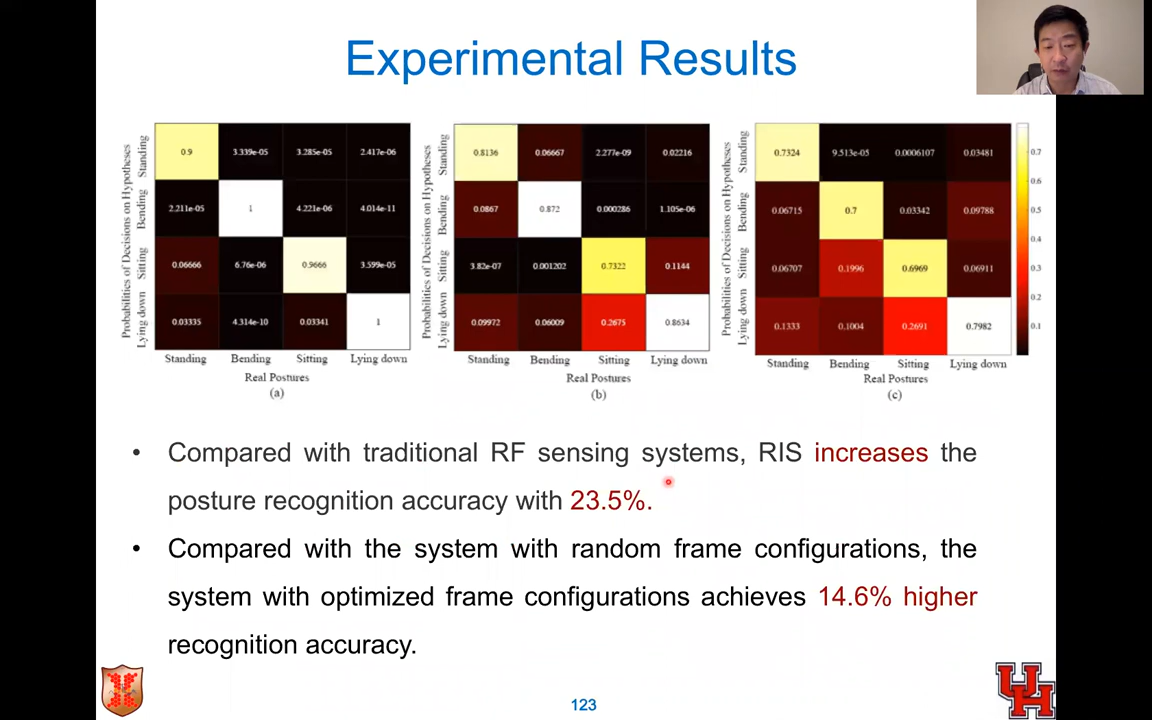 Experimental Results
Probabilities of Decisions on Hypotheses
Standing
Bending
Sitting
Lying down
0.9 3.339e-05 3.285e-05 2.417e-06
2.211e-05 1 4.221e-06 4.014e-11
0.06666 6.76e-06 0.9666 3.599e-05
0.03335 4.314e-10 0.03341 1
Standing Bending Sitting Lying down
Real Postures
(a)
Probabilities of Decisions on Hypotheses
Standing
Bending
Sitting
Lying down
0.8136 0.06667 2.277e-09 0.02216
0.0867 0.872 0.000286 1.105e-06
3.82e-07 0.001202 0.7322 0.1144
0.09972 0.06009 0.2675 0.8634
Standing Bending Sitting Lying down
Real Postures
(b)
Probabilities of Decisions on Hypotheses
Standing
Bending
Sitting
Lying down
0.7324 9.513e-05 0.0006107 0.03481
0.06715 0.7 0.03342 0.09788
0.06707 0.1996 0.6969 0.06911
0.1333 0.1004 0.2691 0.7982
Standing Bending Sitting Lying down
Real Postures
(c)
0.7
0.6
0.5
0.4
0.3
0.2
0.1
• Compared with traditional RF sensing systems, RIS increases the
posture recognition accuracy with 23.5%.
• Compared with the system with random frame configurations, the
system with optimized frame configurations achieves 14.6% higher
recognition accuracy.
123
UH